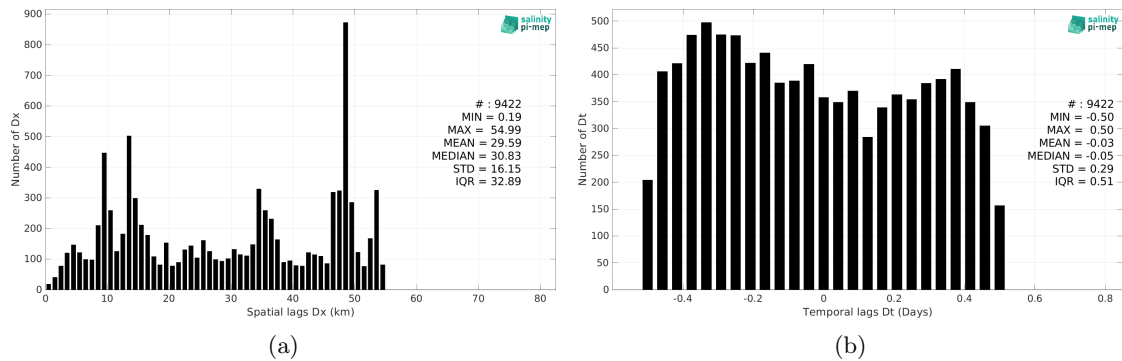 900
800
700
600
500
400
300
200
100
0
Number of Dx
0
10
20
30
40
50
60
70
80
Spatial lags Dx (km)
salinity
pi-mep
# : 9422
MIN = 0.19
MAX = 54.99
MEAN = 29.59
MEDIAN = 30.83
STD = 16.15
IQR = 32.89
(a)
500
450
400
350
300
250
200
150
100
50
0
Number of Dt
-0.4
-0.2
0
0.2
0.4
0.6
0.8
Temporal lags Dt (Days)
salinity
pi-mep
# : 9422
MIN = -0.50
MAX = 0.50
MEAN = -0.03
MEDIAN = -0.05
STD = 0.29
IQR = 0.51
(b)